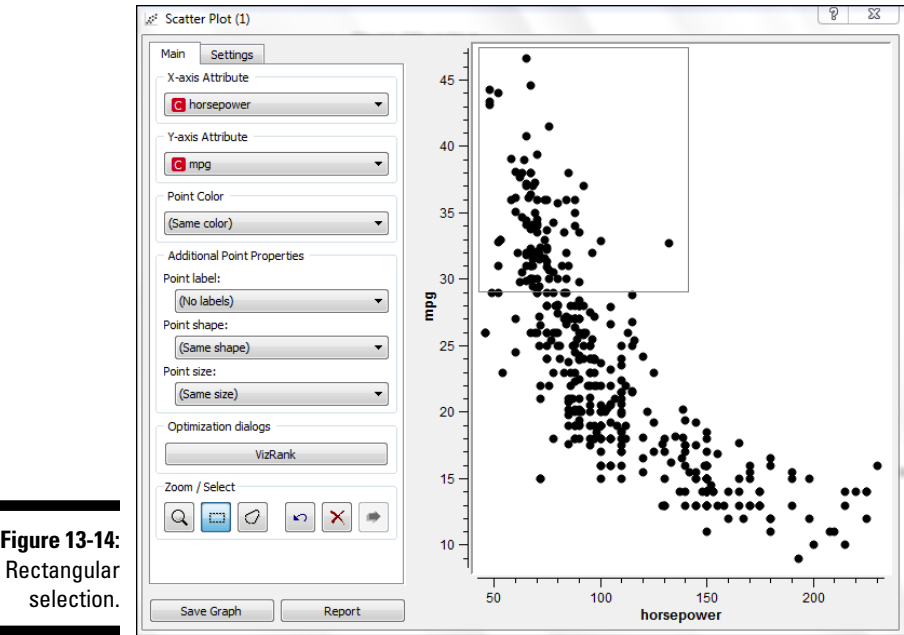 Scatter Plot (1)
Main
Settings
X-axis Attribute
C horsepower
Y-axis Attribute
C mpg
Point Color
(Same color)
Additional Point Properties
Point label:
(No labels)
Point shape:
(Same shape)
Point size:
(Same size)
Optimization dialogs
VizRank
Zoom / Select
Save Graph
Report
mpg
45
40
35
30
25
20
15
10
50
100
150
200
horsepower
Figure 13-14:
Rectangular
selection.